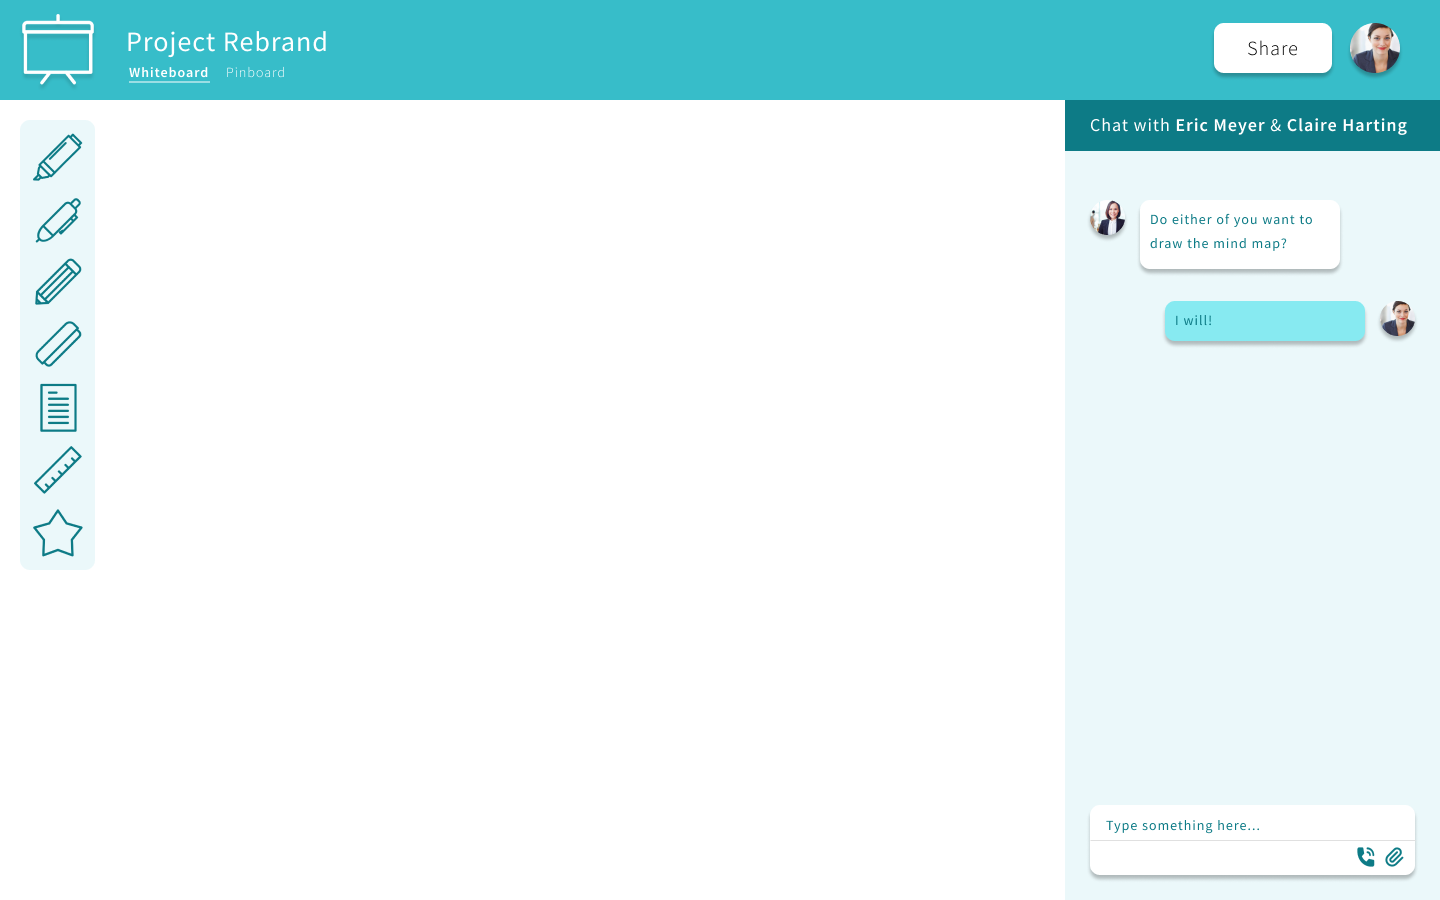 Project Rebrand
Whiteboard Pinboard
Share
Chat with Eric Meyer & Claire Harting
Do either of you want to
draw the mind map?
I will!
Type something here...